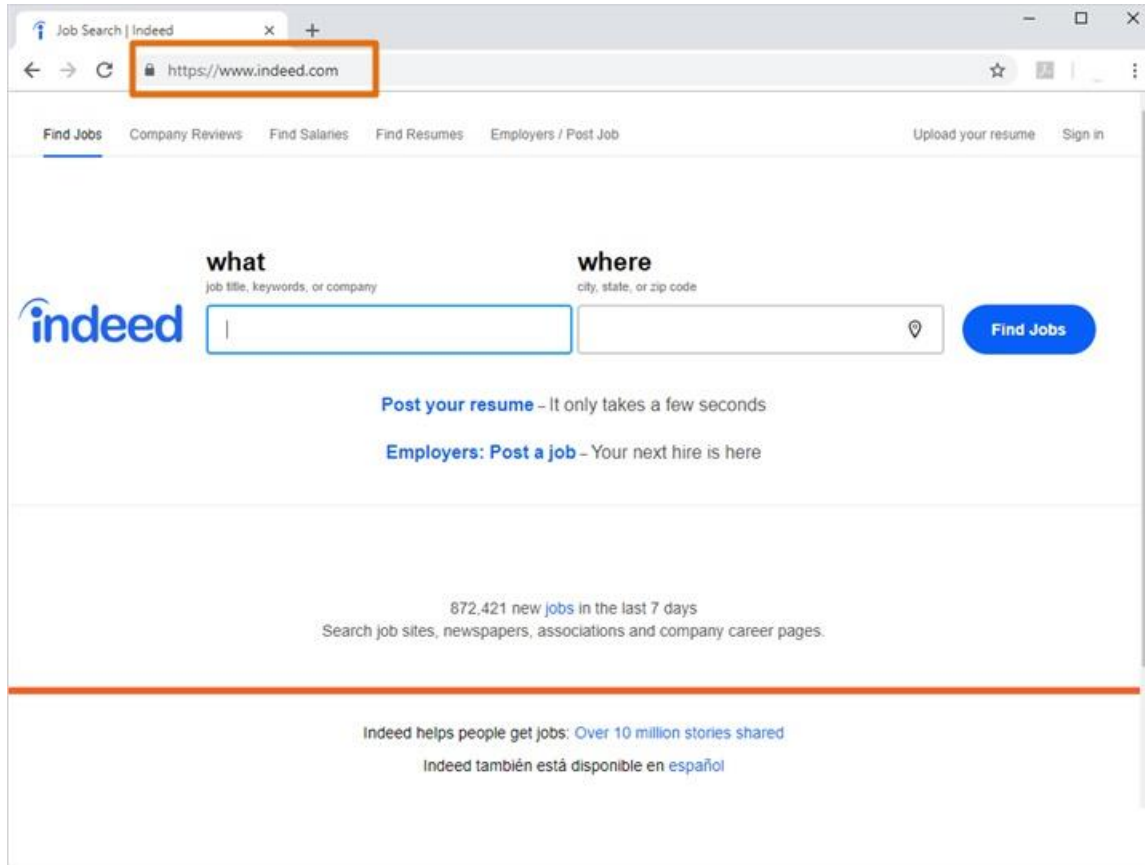 Job Search | Indeed
https://www.indeed.com
Find Jobs Company Reviews Find Salaries Find Resumes Employers / Post Job Upload your resume Sign in
what where
job title, keywords, or company city, state, or zip code
indeed Find Jobs
Post your resume – It only takes a few seconds
Employers: Post a job – Your next hire is here
872,421 new jobs in the last 7 days
Search job sites, newspapers, associations and company career pages.
Indeed helps people get jobs: Over 10 million stories shared
Indeed también está disponible en español